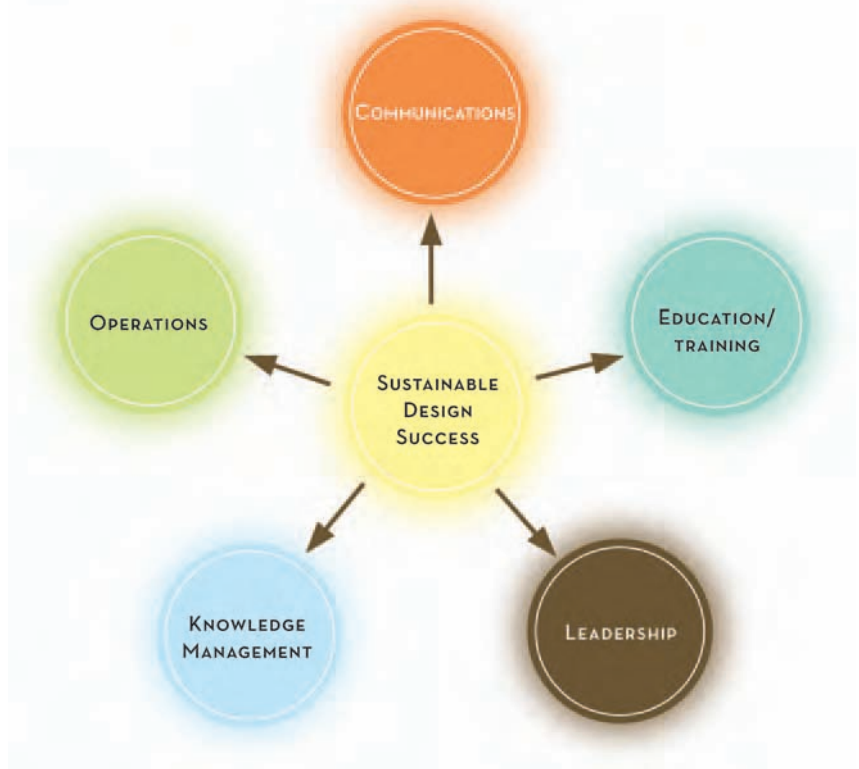 COMMUNICATIONS
OPERATIONS
EDUCATION/
TRAINING
SUSTAINABLE
DESIGN
SUCCESS
KNOWLEDGE
MANAGEMENT
LEADERSHIP